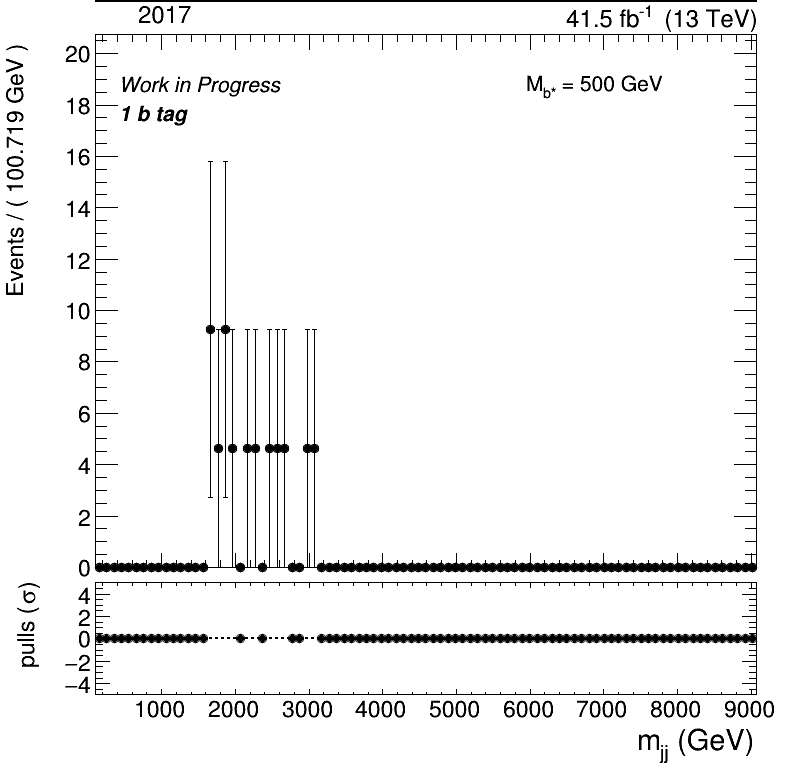 2017
41.5 fb⁻¹ (13 TeV)
Events / ( 100.719 GeV )
Work in Progress
1 b tag
M_b* = 500 GeV
20
18
16
14
12
10
8
6
4
2
0
pulls (σ)
4
2
0
−2
−4
1000 2000 3000 4000 5000 6000 7000 8000 9000
m_jj (GeV)